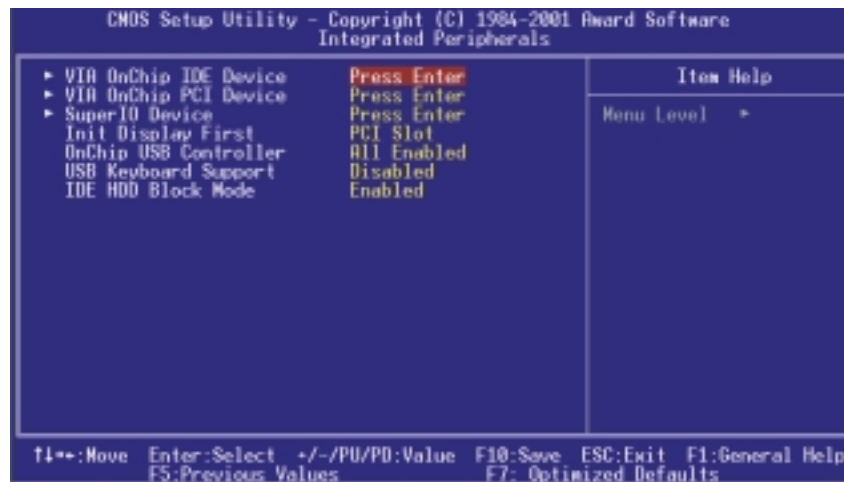 CMOS Setup Utility - Copyright (C) 1984-2001 Award Software
Integrated Peripherals
► VIA OnChip IDE Device Press Enter
► VIA OnChip PCI Device Press Enter
► SuperIO Device Press Enter
Init Display First PCI Slot
OnChip USB Controller All Enabled
USB Keyboard Support Disabled
IDE HDD Block Mode Enabled
Item Help
Menu Level ►
↑↓→←:Move Enter:Select +/-/PU/PD:Value F10:Save ESC:Exit F1:General Help
F5:Previous Values F7: Optimized Defaults